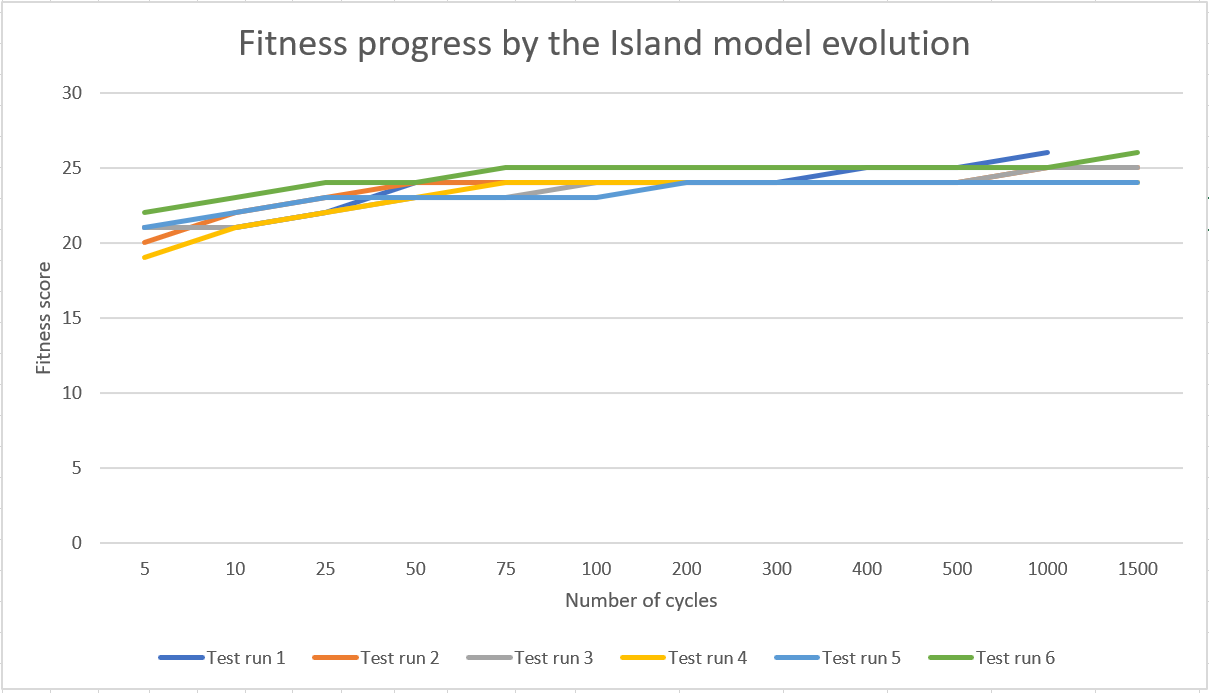 Fitness progress by the Island model evolution
30
25
20
15
10
5
0
Fitness score
5 10 25 50 75 100 200 300 400 500 1000 1500
Number of cycles
Test run 1 Test run 2 Test run 3 Test run 4 Test run 5 Test run 6